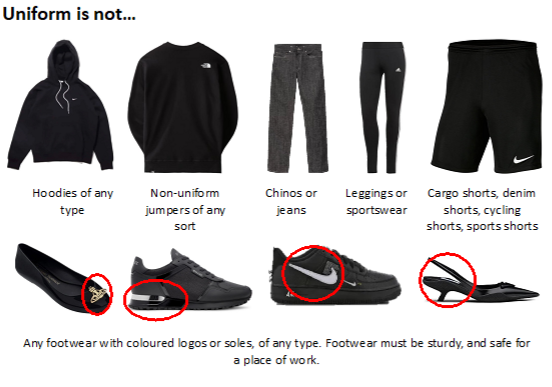 Uniform is not...
Hoodies of any
type
Non-uniform
jumpers of any
sort
Chinos or
jeans
Leggings or
sportswear
Cargo shorts, denim
shorts, cycling
shorts, sports shorts
Any footwear with coloured logos or soles, of any type. Footwear must be sturdy, and safe for
a place of work.